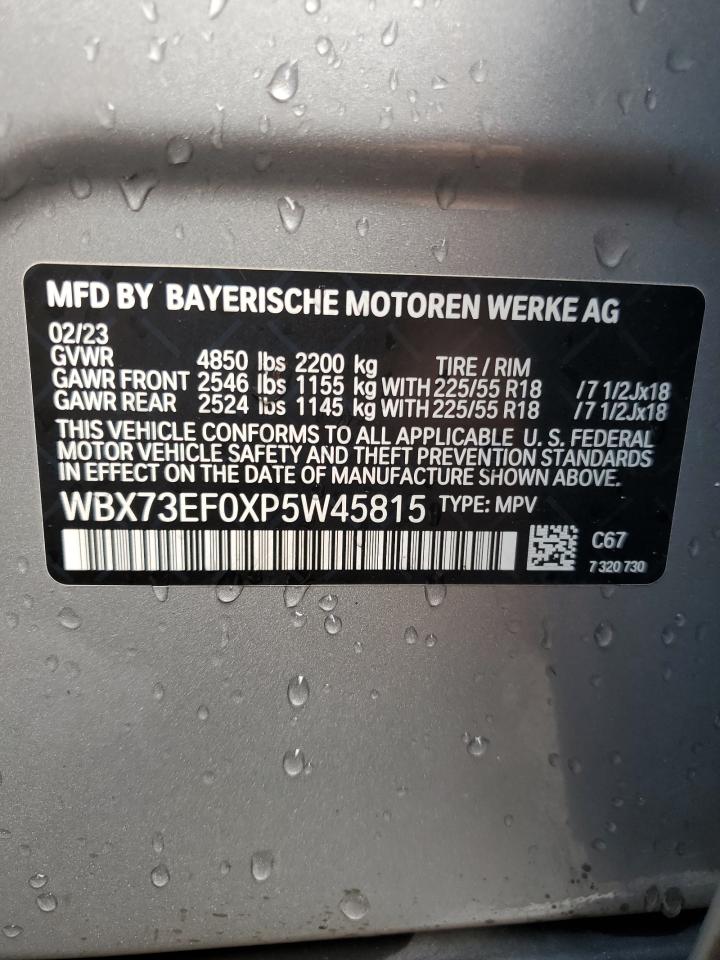 MFD BY BAYERISCHE MOTOREN WERKE AG
02/23
GVWR 4850 lbs 2200 kg TIRE / RIM
GAWR FRONT 2546 lbs 1155 kg WITH 225/55 R18 /7 1/2Jx18
GAWR REAR 2524 lbs 1145 kg WITH 225/55 R18 /7 1/2Jx18
THIS VEHICLE CONFORMS TO ALL APPLICABLE U. S. FEDERAL
MOTOR VEHICLE SAFETY AND THEFT PREVENTION STANDARDS
IN EFFECT ON THE DATE OF MANUFACTURE SHOWN ABOVE.
WBX73EF0XP5W45815 TYPE: MPV
C67
7 320 730